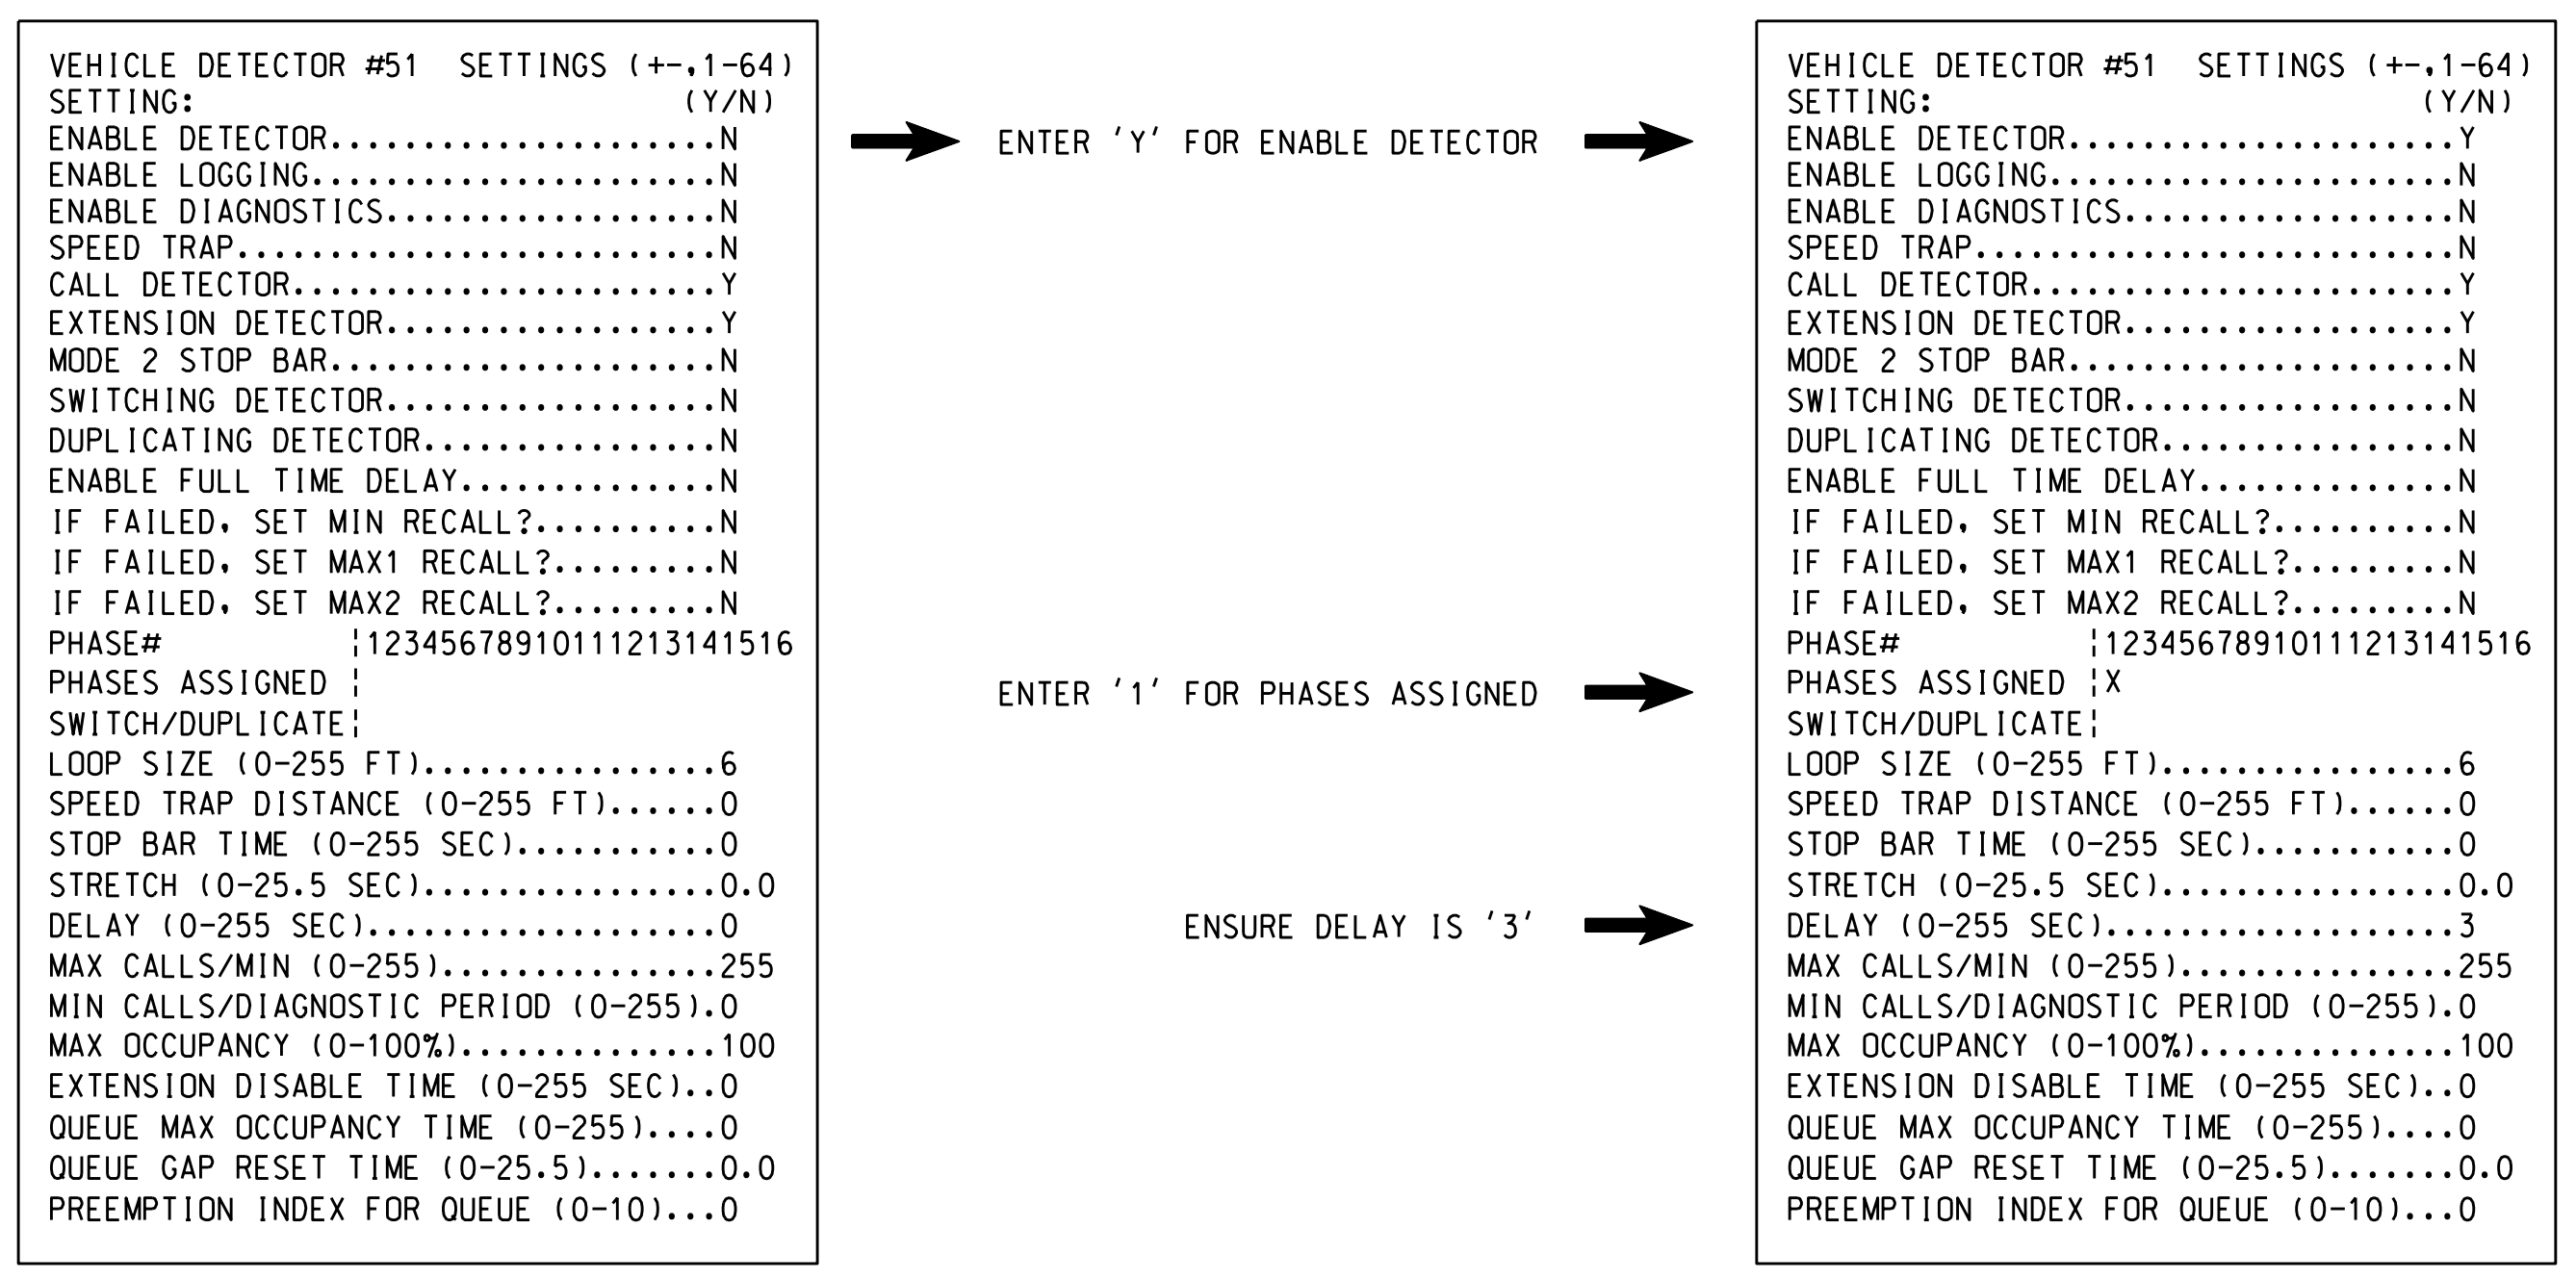 VEHICLE DETECTOR #51  SETTINGS (+-,1-64)
SETTING:                          (Y/N)
ENABLE DETECTOR.....................N
ENABLE LOGGING......................N
ENABLE DIAGNOSTICS..................N
SPEED TRAP..........................N
CALL DETECTOR.......................Y
EXTENSION DETECTOR..................Y
MODE 2 STOP BAR.....................N
SWITCHING DETECTOR..................N
DUPLICATING DETECTOR................N
ENABLE FULL TIME DELAY..............N
IF FAILED, SET MIN RECALL?..........N
IF FAILED, SET MAX1 RECALL?.........N
IF FAILED, SET MAX2 RECALL?.........N
PHASE#          ¦12345678910111213141516
PHASES ASSIGNED ¦
SWITCH/DUPLICATE¦
LOOP SIZE (0-255 FT)................6
SPEED TRAP DISTANCE (0-255 FT)......0
STOP BAR TIME (0-255 SEC)...........0
STRETCH (0-25.5 SEC)................0.0
DELAY (0-255 SEC)...................0
MAX CALLS/MIN (0-255)...............255
MIN CALLS/DIAGNOSTIC PERIOD (0-255).0
MAX OCCUPANCY (0-100%)..............100
EXTENSION DISABLE TIME (0-255 SEC)..0
QUEUE MAX OCCUPANCY TIME (0-255)....0
QUEUE GAP RESET TIME (0-25.5).......0.0
PREEMPTION INDEX FOR QUEUE (0-10)...0
ENTER 'Y' FOR ENABLE DETECTOR
ENTER '1' FOR PHASES ASSIGNED
ENSURE DELAY IS '3'
VEHICLE DETECTOR #51  SETTINGS (+-,1-64)
SETTING:                          (Y/N)
ENABLE DETECTOR.....................Y
ENABLE LOGGING......................N
ENABLE DIAGNOSTICS..................N
SPEED TRAP..........................N
CALL DETECTOR.......................Y
EXTENSION DETECTOR..................Y
MODE 2 STOP BAR.....................N
SWITCHING DETECTOR..................N
DUPLICATING DETECTOR................N
ENABLE FULL TIME DELAY..............N
IF FAILED, SET MIN RECALL?..........N
IF FAILED, SET MAX1 RECALL?.........N
IF FAILED, SET MAX2 RECALL?.........N
PHASE#          ¦12345678910111213141516
PHASES ASSIGNED ¦X
SWITCH/DUPLICATE¦
LOOP SIZE (0-255 FT)................6
SPEED TRAP DISTANCE (0-255 FT)......0
STOP BAR TIME (0-255 SEC)...........0
STRETCH (0-25.5 SEC)................0.0
DELAY (0-255 SEC)...................3
MAX CALLS/MIN (0-255)...............255
MIN CALLS/DIAGNOSTIC PERIOD (0-255).0
MAX OCCUPANCY (0-100%)..............100
EXTENSION DISABLE TIME (0-255 SEC)..0
QUEUE MAX OCCUPANCY TIME (0-255)....0
QUEUE GAP RESET TIME (0-25.5).......0.0
PREEMPTION INDEX FOR QUEUE (0-10)...0